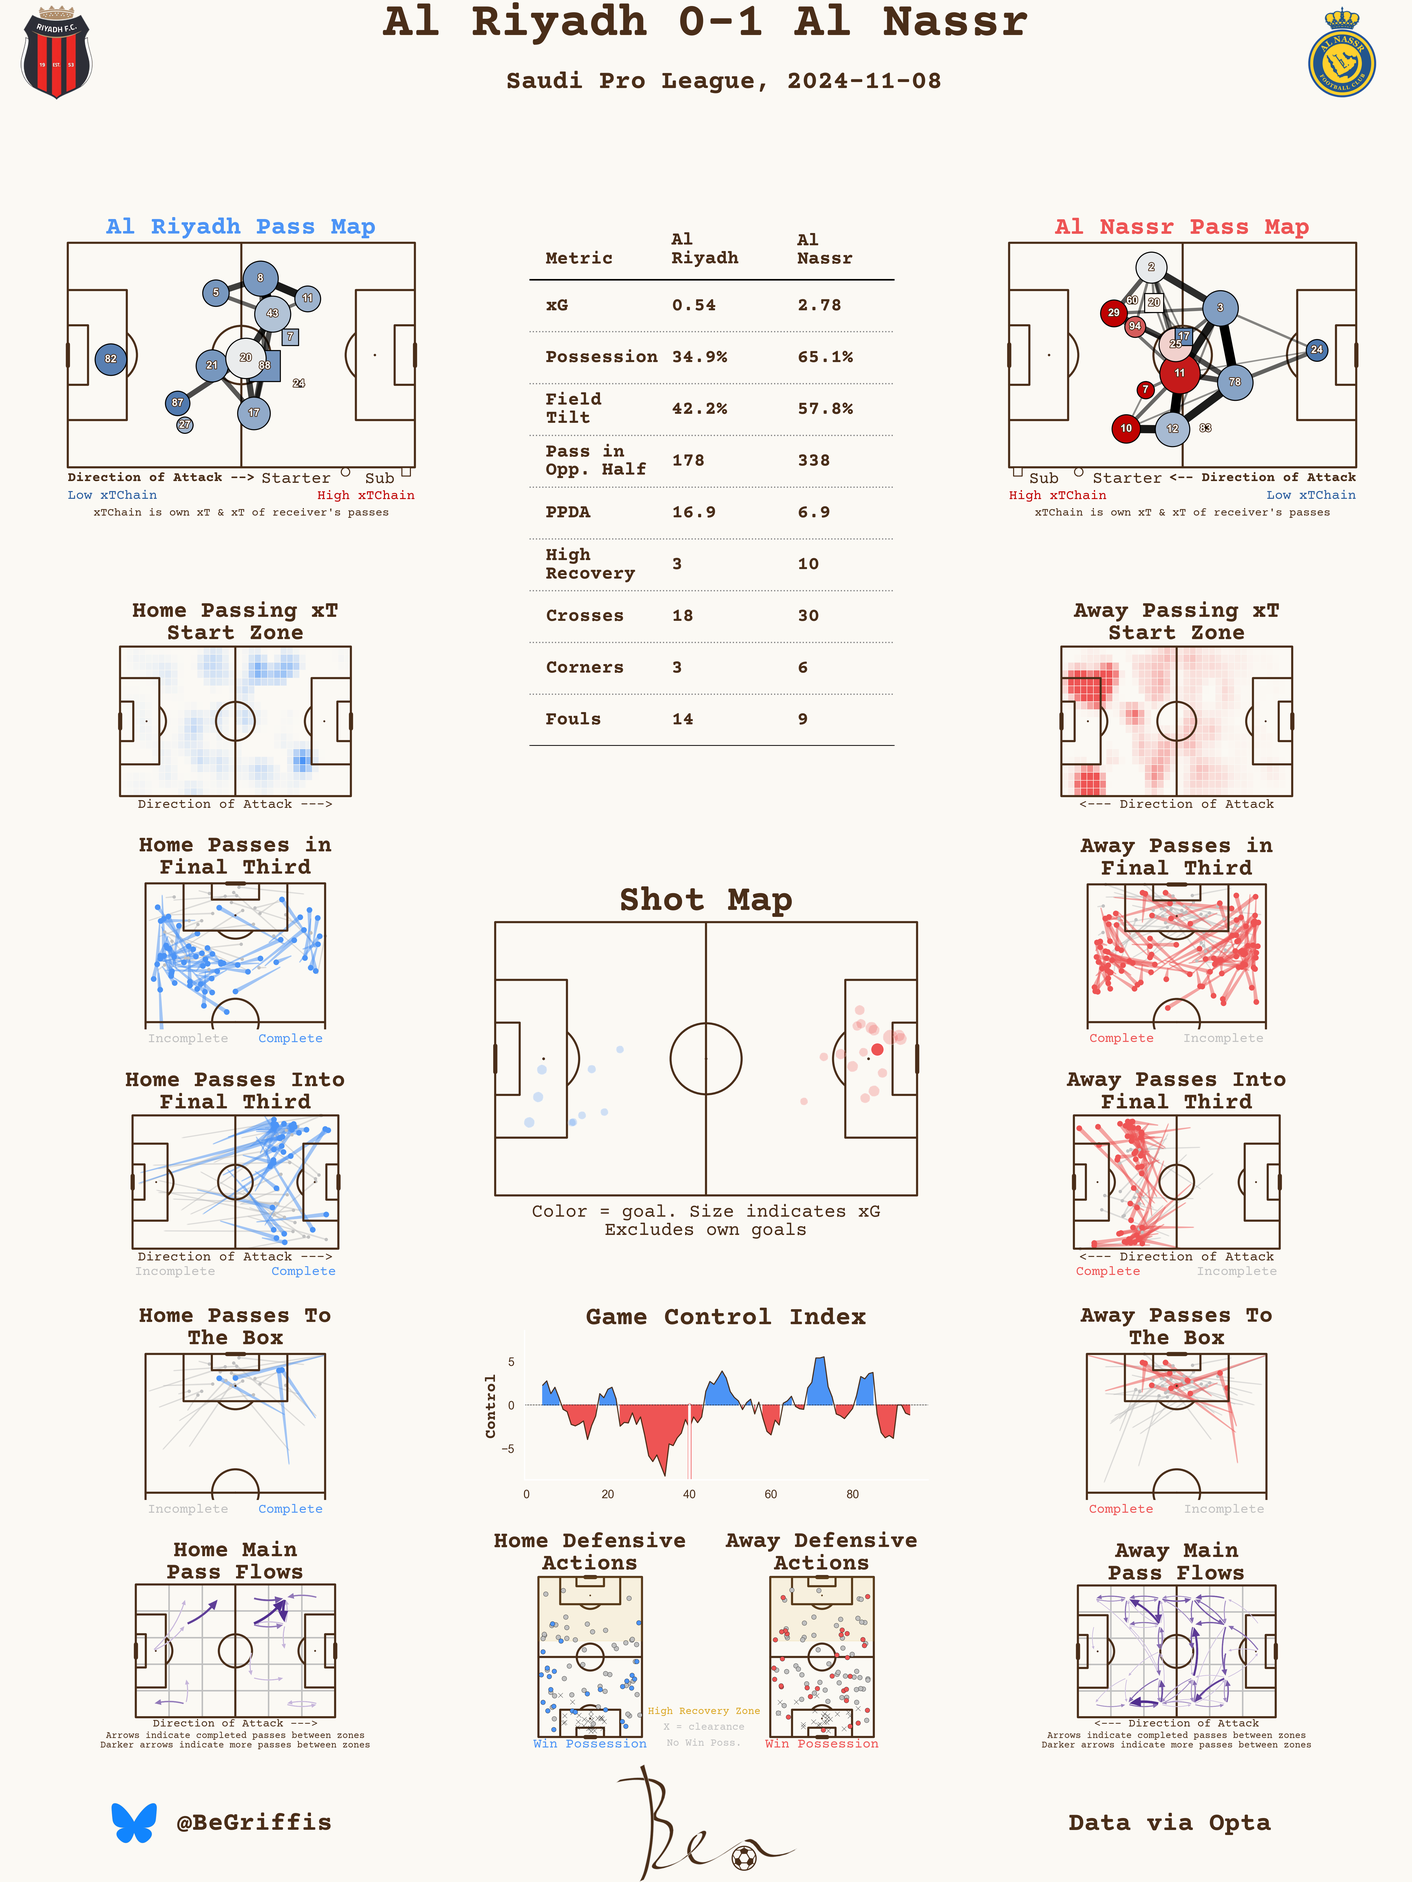 Al Riyadh 0-1 Al Nassr
Saudi Pro League, 2024-11-08
RIYADH F.C.
19 EST. 53
AL NASSR
FOOTBALL CLUB
Al Riyadh Pass Map
8
5
11
43
7
82
21
20
88
24
87
27
17
Direction of Attack --> Starter Sub
Low xTChain High xTChain
xTChain is own xT & xT of receiver's passes
Metric Al Riyadh Al Nassr
xG 0.54 2.78
Possession 34.9% 65.1%
Field Tilt 42.2% 57.8%
Pass in Opp. Half 178 338
PPDA 16.9 6.9
High Recovery 3 10
Crosses 18 30
Corners 3 6
Fouls 14 9
Al Nassr Pass Map
2
60
20
29
94
3
17
25
24
11
7
78
10
12
83
Sub Starter <-- Direction of Attack
High xTChain Low xTChain
xTChain is own xT & xT of receiver's passes
Home Passing xT
Start Zone
Direction of Attack --->
Away Passing xT
Start Zone
<--- Direction of Attack
Home Passes in
Final Third
Incomplete Complete
Away Passes in
Final Third
Complete Incomplete
Shot Map
Color = goal. Size indicates xG
Excludes own goals
Home Passes Into
Final Third
Direction of Attack --->
Incomplete Complete
Away Passes Into
Final Third
<--- Direction of Attack
Complete Incomplete
Home Passes To
The Box
Incomplete Complete
Game Control Index
Control
5
0
−5
0 20 40 60 80
Away Passes To
The Box
Complete Incomplete
Home Main
Pass Flows
Direction of Attack --->
Arrows indicate completed passes between zones
Darker arrows indicate more passes between zones
Home Defensive
Actions
Win Possession
High Recovery Zone
X = clearance
No Win Poss.
Away Defensive
Actions
Win Possession
Away Main
Pass Flows
<--- Direction of Attack
Arrows indicate completed passes between zones
Darker arrows indicate more passes between zones
@BeGriffis
Ben
Data via Opta